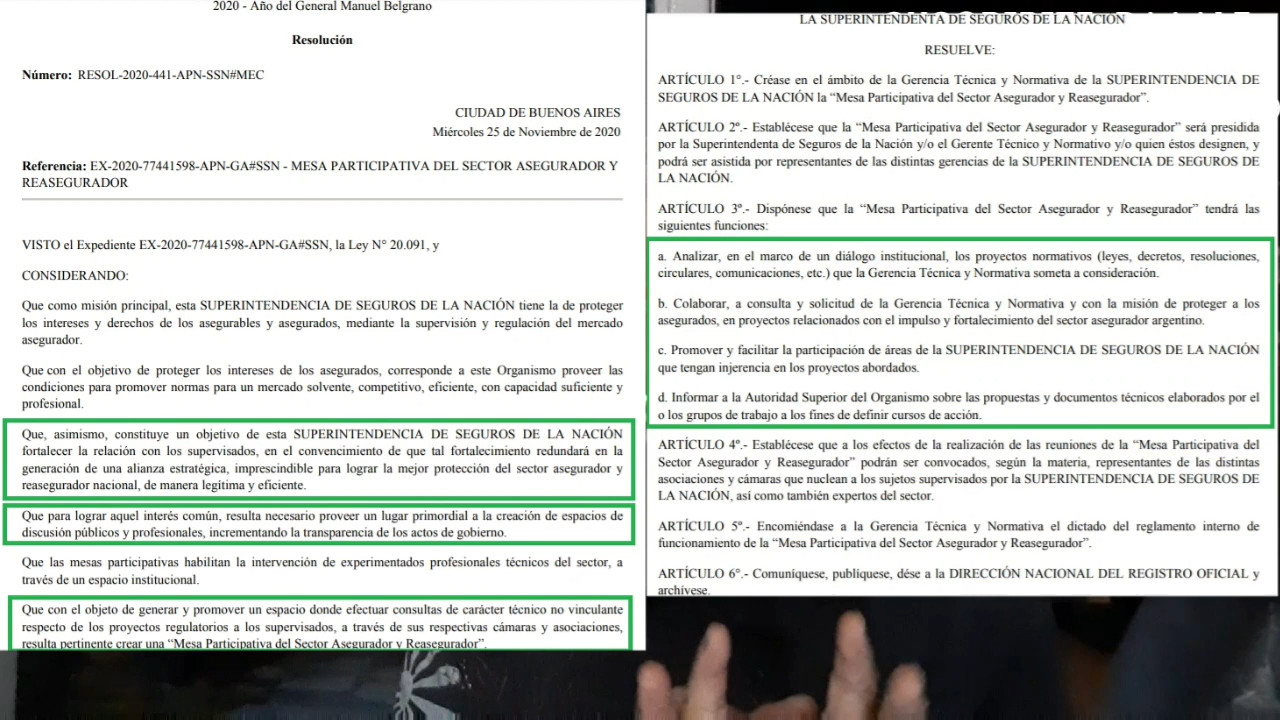 2020 - Año del General Manuel Belgrano
Resolución
Número: RESOL-2020-441-APN-SSN#MEC
CIUDAD DE BUENOS AIRES
Miércoles 25 de Noviembre de 2020
Referencia: EX-2020-77441598-APN-GA#SSN - MESA PARTICIPATIVA DEL SECTOR ASEGURADOR Y
REASEGURADOR
VISTO el Expediente EX-2020-77441598-APN-GA#SSN, la Ley N° 20.091, y
CONSIDERANDO:
Que como misión principal, esta SUPERINTENDENCIA DE SEGUROS DE LA NACIÓN tiene la de proteger
los intereses y derechos de los asegurables y asegurados, mediante la supervisión y regulación del mercado
asegurador.
Que con el objetivo de proteger los intereses de los asegurados, corresponde a este Organismo proveer las
condiciones para promover normas para un mercado solvente, competitivo, eficiente, con capacidad suficiente y
profesional.
Que, asimismo, constituye un objetivo de esta SUPERINTENDENCIA DE SEGUROS DE LA NACIÓN
fortalecer la relación con los supervisados, en el convencimiento de que tal fortalecimiento redundará en la
generación de una alianza estratégica, imprescindible para lograr la mejor protección del sector asegurador y
reasegurador nacional, de manera legítima y eficiente.
Que para lograr aquel interés común, resulta necesario proveer un lugar primordial a la creación de espacios de
discusión públicos y profesionales, incrementando la transparencia de los actos de gobierno.
Que las mesas participativas habilitan la intervención de experimentados profesionales técnicos del sector, a
través de un espacio institucional.
Que con el objeto de generar y promover un espacio donde efectuar consultas de carácter técnico no vinculante
respecto de los proyectos regulatorios a los supervisados, a través de sus respectivas cámaras y asociaciones,
resulta pertinente crear una “Mesa Participativa del Sector Asegurador y Reasegurador”.
LA SUPERINTENDENTA DE SEGUROS DE LA NACIÓN
RESUELVE:
ARTÍCULO 1°.- Créase en el ámbito de la Gerencia Técnica y Normativa de la SUPERINTENDENCIA DE
SEGUROS DE LA NACIÓN la “Mesa Participativa del Sector Asegurador y Reasegurador”.
ARTÍCULO 2º.- Establécese que la “Mesa Participativa del Sector Asegurador y Reasegurador” será presidida
por la Superintendenta de Seguros de la Nación y/o el Gerente Técnico y Normativo y/o quien éstos designen, y
podrá ser asistida por representantes de las distintas gerencias de la SUPERINTENDENCIA DE SEGUROS DE
LA NACIÓN.
ARTÍCULO 3º.- Dispónese que la “Mesa Participativa del Sector Asegurador y Reasegurador” tendrá las
siguientes funciones:
a. Analizar, en el marco de un diálogo institucional, los proyectos normativos (leyes, decretos, resoluciones,
circulares, comunicaciones, etc.) que la Gerencia Técnica y Normativa someta a consideración.
b. Colaborar, a consulta y solicitud de la Gerencia Técnica y Normativa y con la misión de proteger a los
asegurados, en proyectos relacionados con el impulso y fortalecimiento del sector asegurador argentino.
c. Promover y facilitar la participación de áreas de la SUPERINTENDENCIA DE SEGUROS DE LA NACIÓN
que tengan injerencia en los proyectos abordados.
d. Informar a la Autoridad Superior del Organismo sobre las propuestas y documentos técnicos elaborados por el
o los grupos de trabajo a los fines de definir cursos de acción.
ARTÍCULO 4º.- Establécese que a los efectos de la realización de las reuniones de la “Mesa Participativa del
Sector Asegurador y Reasegurador” podrán ser convocados, según la materia, representantes de las distintas
asociaciones y cámaras que nuclean a los sujetos supervisados por la SUPERINTENDENCIA DE SEGUROS DE
LA NACIÓN, así como también expertos del sector.
ARTÍCULO 5º.- Encomiéndase a la Gerencia Técnica y Normativa el dictado del reglamento interno de
funcionamiento de la “Mesa Participativa del Sector Asegurador y Reasegurador”.
ARTÍCULO 6°.- Comuníquese, publíquese, dése a la DIRECCIÓN NACIONAL DEL REGISTRO OFICIAL y
archívese.